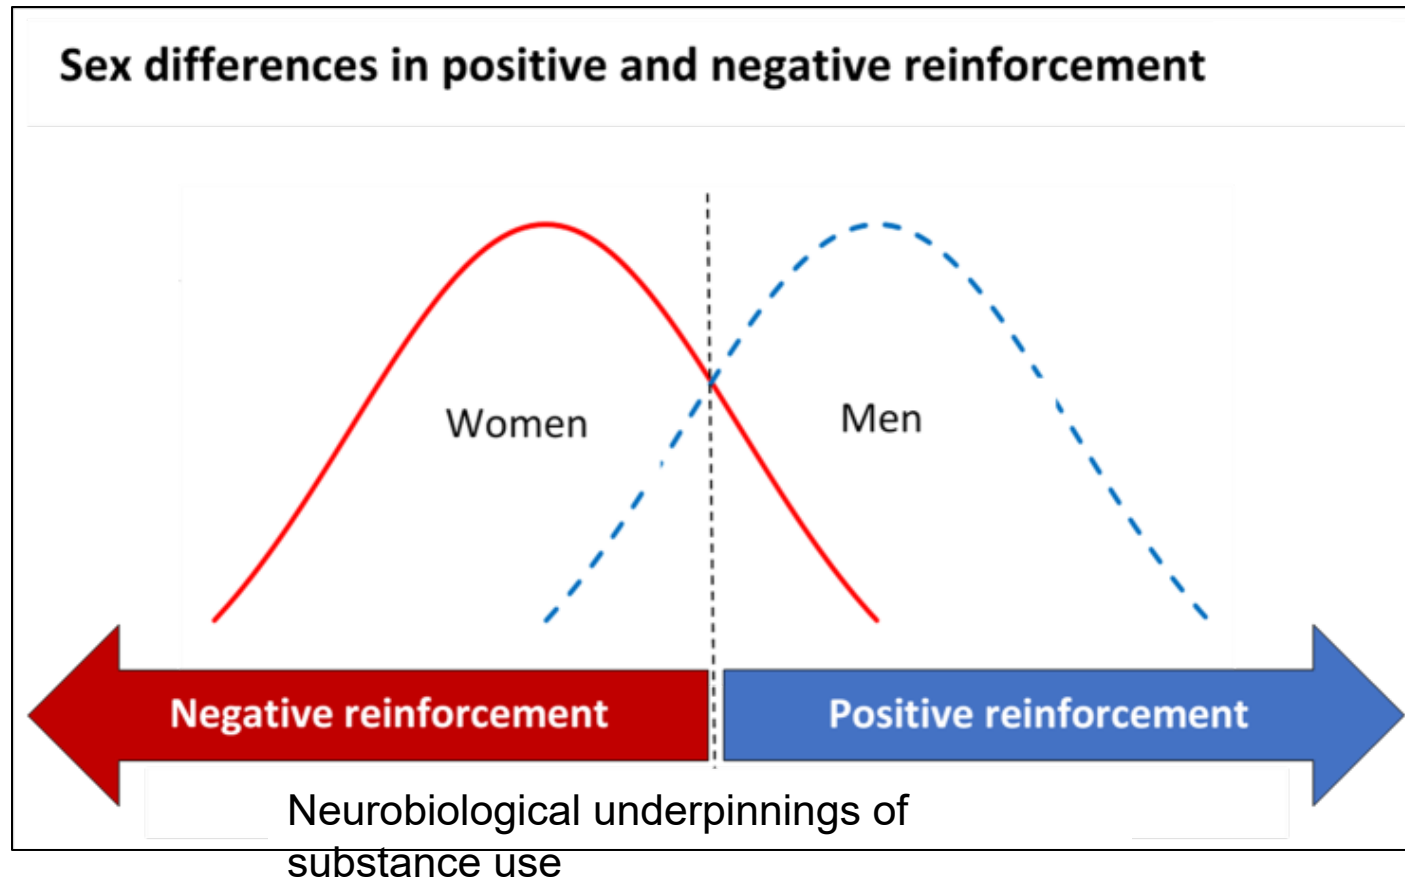 Sex differences in positive and negative reinforcement
Women
Men
Negative reinforcement
Positive reinforcement
Neurobiological underpinnings of
substance use